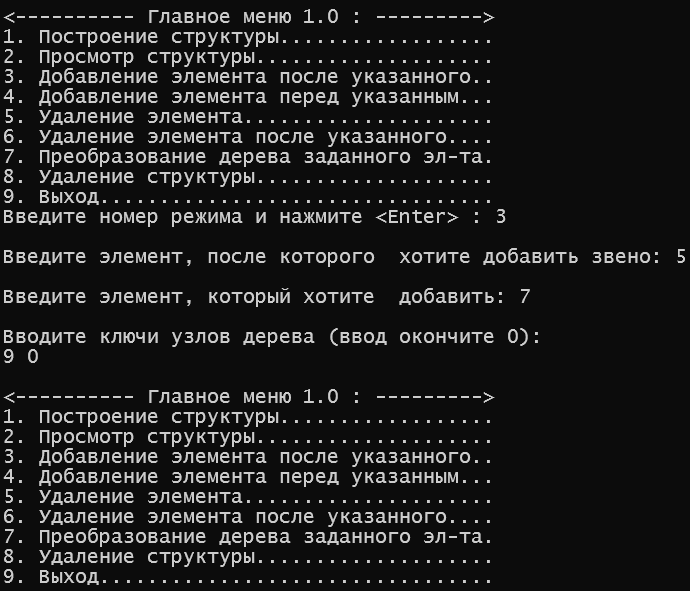 <---------- Главное меню 1.0 : --------->
1. Построение структуры..................
2. Просмотр структуры....................
3. Добавление элемента после указанного..
4. Добавление элемента перед указанным...
5. Удаление элемента.....................
6. Удаление элемента после указанного....
7. Преобразование дерева заданного эл-та.
8. Удаление структуры....................
9. Выход.................................
Введите номер режима и нажмите <Enter> : 3
Введите элемент, после которого  хотите добавить звено: 5
Введите элемент, который хотите  добавить: 7
Вводите ключи узлов дерева (ввод окончите 0):
9 0
<---------- Главное меню 1.0 : --------->
1. Построение структуры..................
2. Просмотр структуры....................
3. Добавление элемента после указанного..
4. Добавление элемента перед указанным...
5. Удаление элемента.....................
6. Удаление элемента после указанного....
7. Преобразование дерева заданного эл-та.
8. Удаление структуры....................
9. Выход.................................